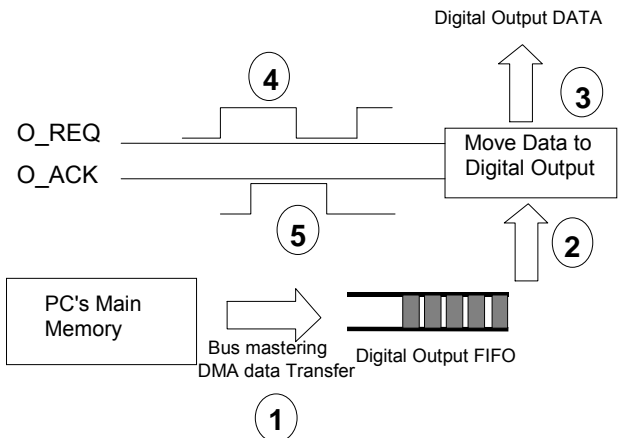 Digital Output DATA
4
3
O_REQ
Move Data to
Digital Output
O_ACK
5
2
PC's Main
Memory
Bus mastering
DMA data Transfer
Digital Output FIFO
1